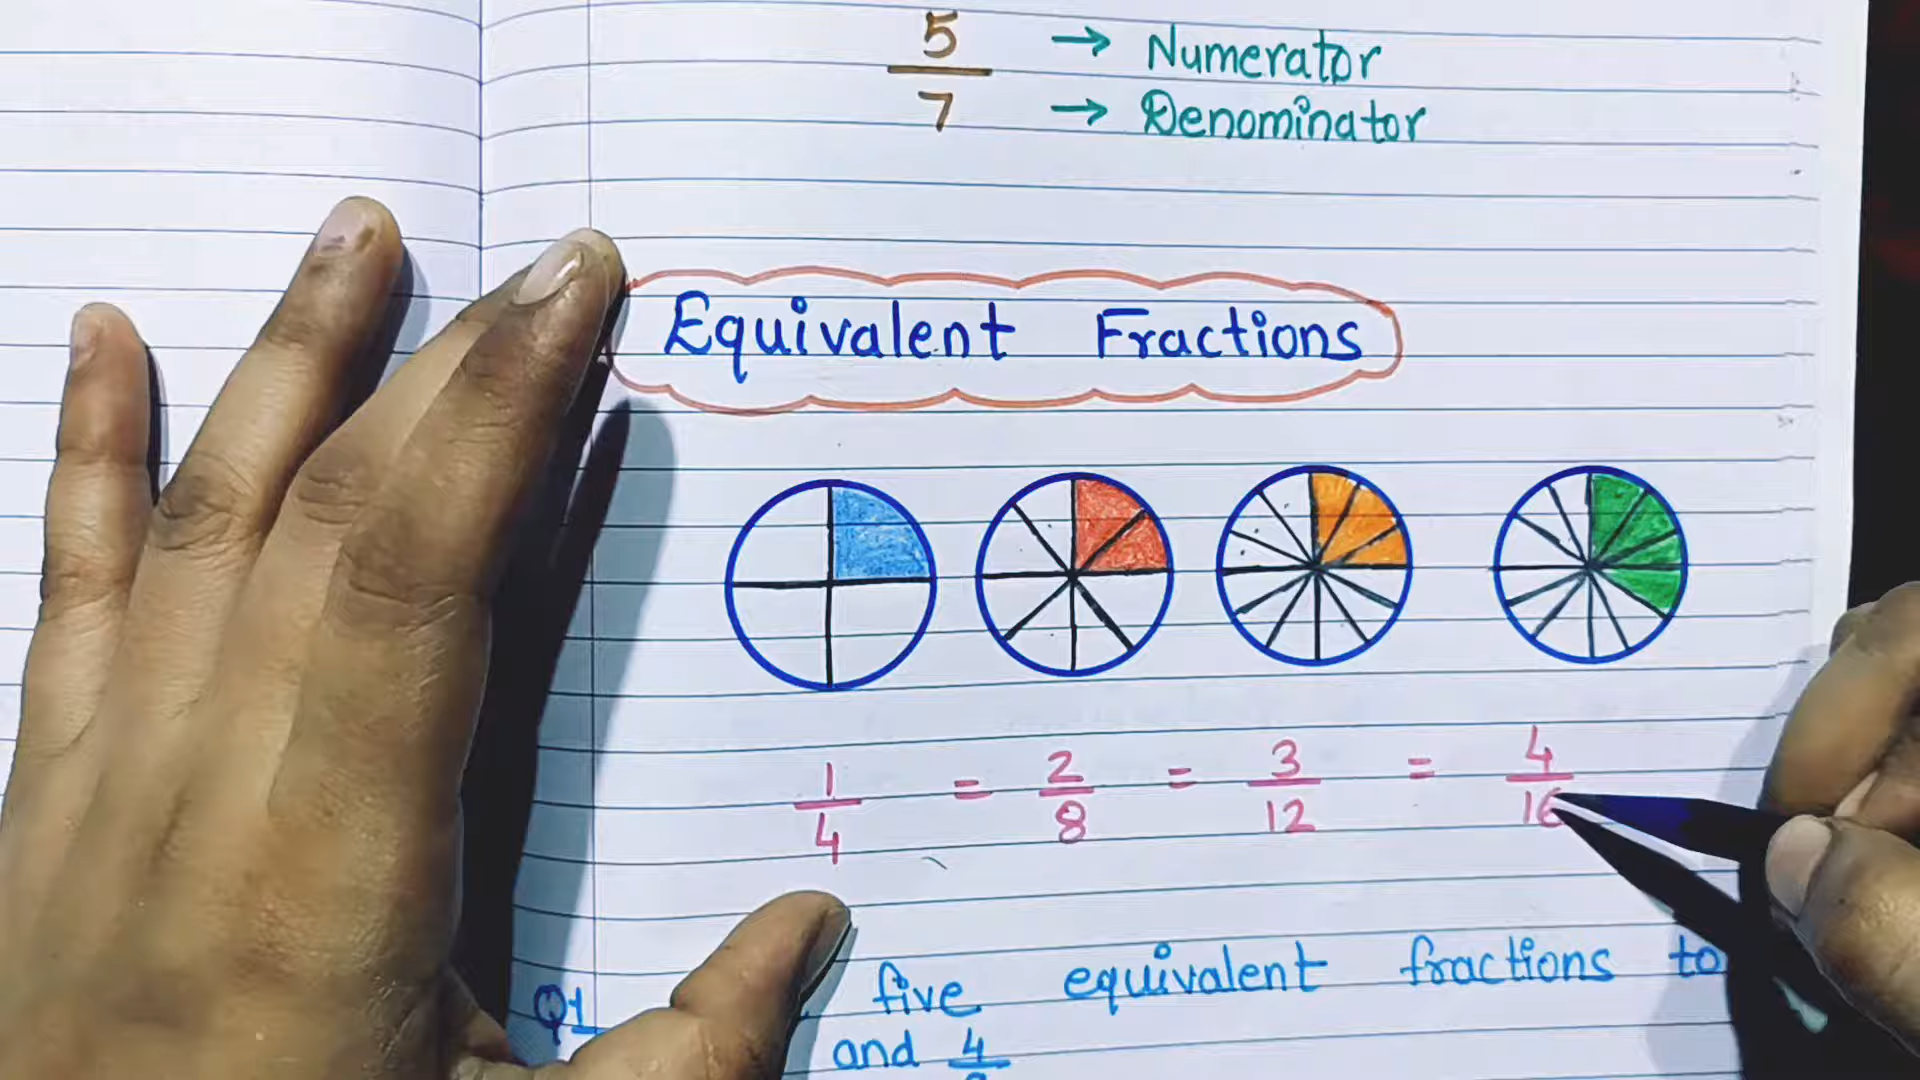 5/7 → Numerator
→ Denominator
Equivalent Fractions
1/4 = 2/8 = 3/12 = 4/16
Q1 five equivalent fractions to
and 4